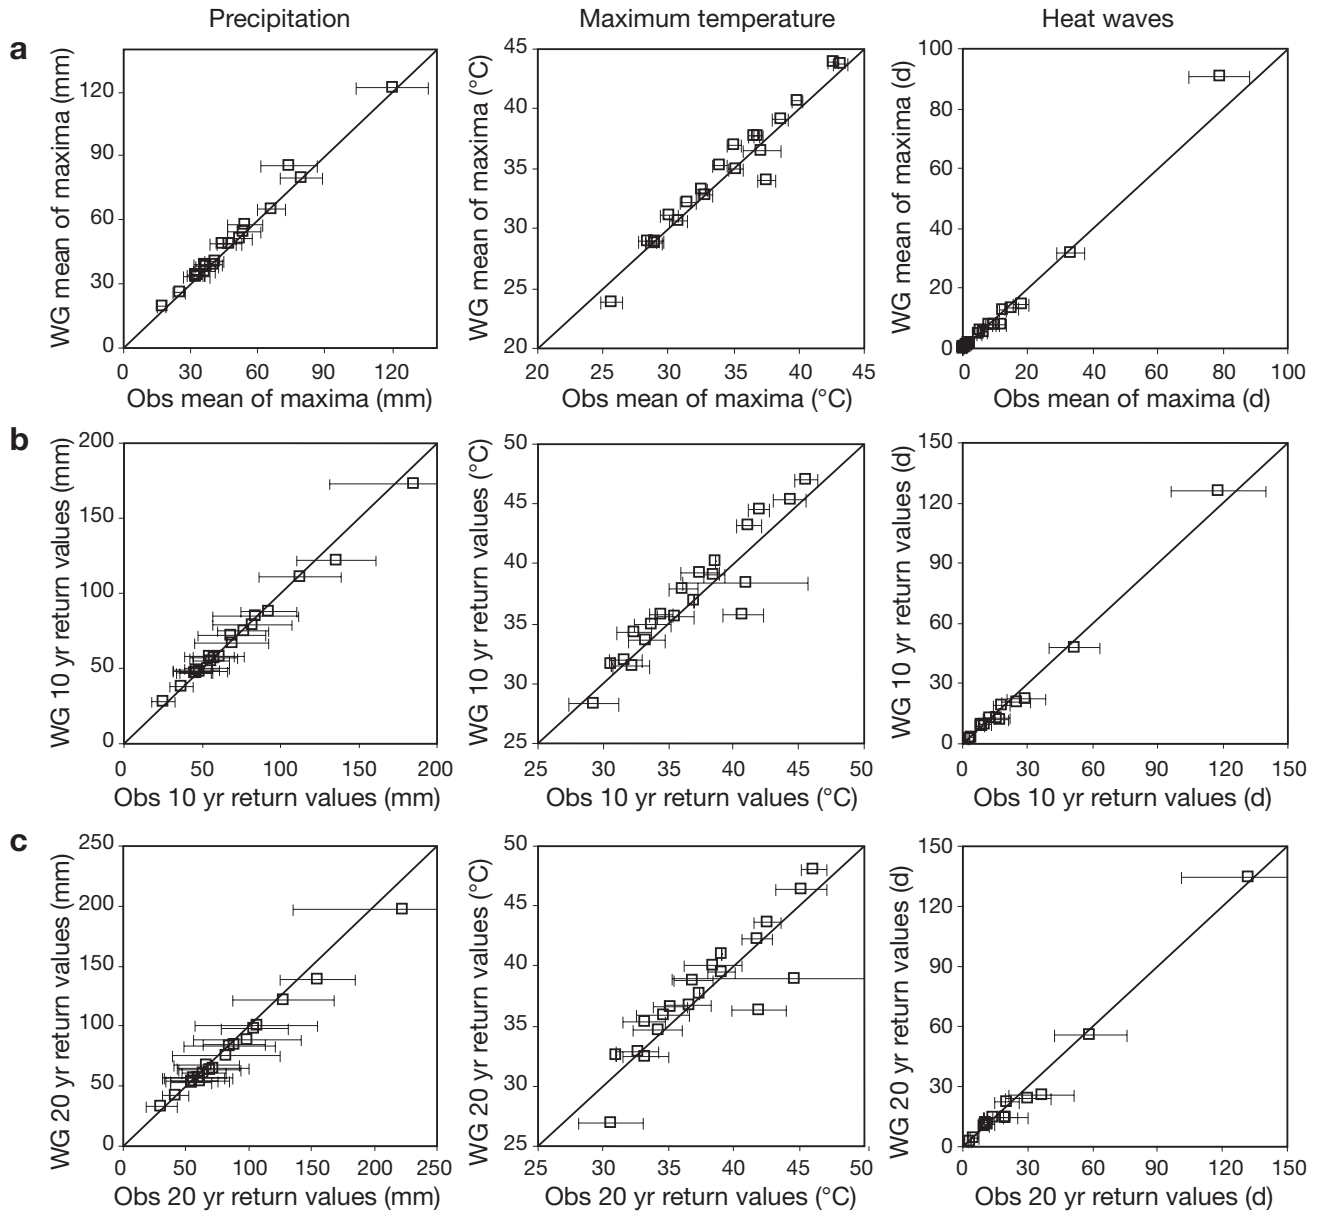 Precipitation Maximum temperature Heat waves
a
WG mean of maxima (mm)
120
90
60
30
0
0 30 60 90 120
Obs mean of maxima (mm)
WG mean of maxima (°C)
45
40
35
30
25
20
20 25 30 35 40 45
Obs mean of maxima (°C)
WG mean of maxima (d)
100
80
60
40
20
0
0 20 40 60 80 100
Obs mean of maxima (d)
b
WG 10 yr return values (mm)
200
150
100
50
0
0 50 100 150 200
Obs 10 yr return values (mm)
WG 10 yr return values (°C)
50
45
40
35
30
25
25 30 35 40 45 50
Obs 10 yr return values (°C)
WG 10 yr return values (d)
150
120
90
60
30
0
0 30 60 90 120 150
Obs 10 yr return values (d)
c
WG 20 yr return values (mm)
250
200
150
100
50
0
0 50 100 150 200 250
Obs 20 yr return values (mm)
WG 20 yr return values (°C)
50
45
40
35
30
25
25 30 35 40 45 50
Obs 20 yr return values (°C)
WG 20 yr return values (d)
150
120
90
60
30
0
0 30 60 90 120 150
Obs 20 yr return values (d)